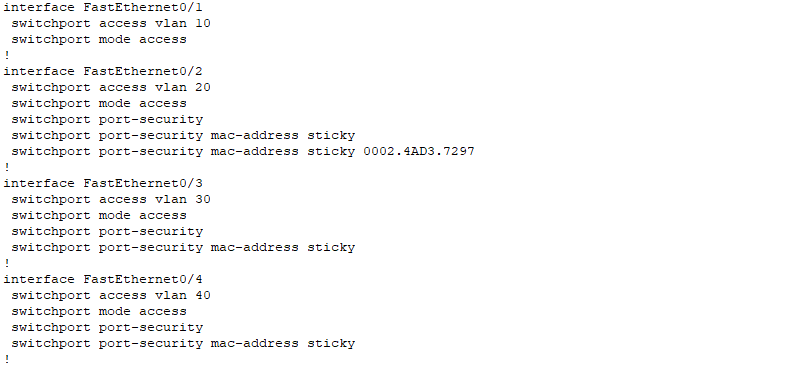 interface FastEthernet0/1
 switchport access vlan 10
 switchport mode access
!
interface FastEthernet0/2
 switchport access vlan 20
 switchport mode access
 switchport port-security
 switchport port-security mac-address sticky
 switchport port-security mac-address sticky 0002.4AD3.7297
!
interface FastEthernet0/3
 switchport access vlan 30
 switchport mode access
 switchport port-security
 switchport port-security mac-address sticky
!
interface FastEthernet0/4
 switchport access vlan 40
 switchport mode access
 switchport port-security
 switchport port-security mac-address sticky
!